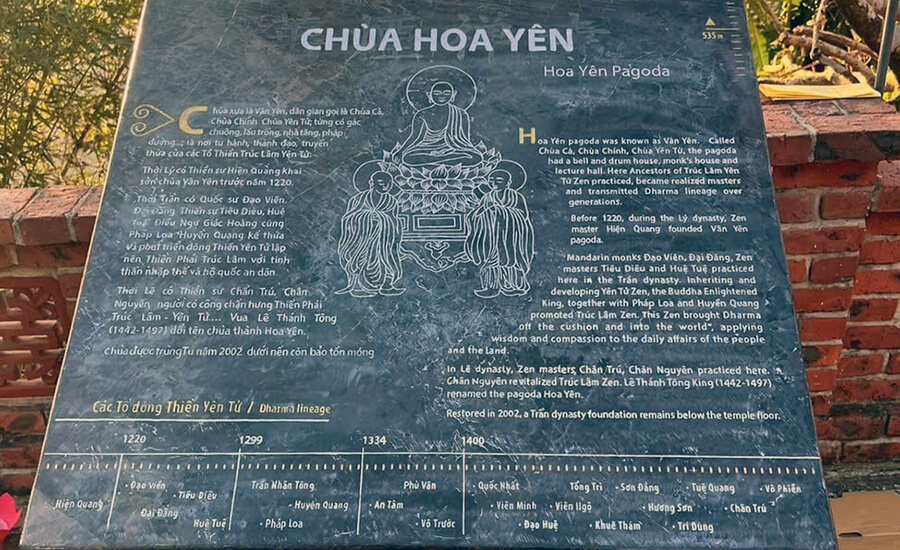 CHÙA HOA YÊN
Hoa Yên Pagoda
535 m
Chùa xưa là Vân Yên, dân gian gọi là Chùa Cả,
Chùa Chính, Chùa Yên Tử; từng có gác
chuông, lầu trống, nhà tăng, pháp
đường...; là nơi tu hành, thành đạo, truyền
thừa của các Tổ Thiền Trúc Lâm Yên Tử:
Thời Lý có Thiền sư Hiện Quang khai
sơn chùa Vân Yên trước năm 1220.
Thời Trần có Quốc sư Đạo Viên,
Đại Đăng, Thiền sư Tiêu Diêu, Huệ
Tuệ. Điều Ngự Giác Hoàng cùng
Pháp Loa, Huyền Quang Kế thừa
và phát triển dòng Thiền Yên Tử lập
nên Thiền Phái Trúc Lâm với tinh
thần nhập thế và hộ quốc an dân.
Thời Lê có Thiền sư Chân Trú, Chân
Nguyên, người có công chấn hưng Thiền Phái
Trúc Lâm - Yên Tử.... Vua Lê Thánh Tông
(1442-1497) đổi tên chùa thành Hoa Yên.
Chùa được trùng Tu năm 2002 dưới nền còn bảo tồn móng
Hoa Yên pagoda was known as Vân Yên. Called
Chùa Cả, Chùa Chính, Chùa Yên Tử, the pagoda
had a bell and drum house, monk's house and
lecture hall. Here Ancestors of Trúc Lâm Yên
Tử Zen practiced, became realized masters
and transmitted Dharma lineage over
generations.
Before 1220, during the Lý dynasty, Zen
master Hiện Quang founded Vân Yên
pagoda.
Mandarin monks Đạo Viên, Đại Đăng, Zen
masters Tiêu Diêu and Huệ Tuệ practiced
here in the Trần dynasty. Inheriting and
developing Yên Tử Zen, the Buddha Enlightened
King, together with Pháp Loa and Huyền Quang
promoted Trúc Lâm Zen. This Zen brought Dharma
off the cushion and into the world", applying
wisdom and compassion to the daily affairs of the people
and the Land.
In Lê dynasty, Zen masters Chân Trú, Chân Nguyên practiced here.
Chân Nguyên revitalized Trúc Lâm Zen. Lê Thánh Tông King (1442-1497)
renamed the pagoda Hoa Yên.
Restored in 2002, a Trần dynasty foundation remains below the temple floor.
Các Tổ dòng Thiền Yên Tử / Dharma lineage
1220 1299 1334 1400
· Đạo Viên Trần Nhân Tông Phù Vân · Quốc Nhất Tổng Trì · Sơn Đăng · Tuệ Quang · Vô Phiền
Hiện Quang · Tiêu Diêu · Huyền Quang · An Tâm · Viên Minh · Viên Ngộ · Hương Sơn · Chân Trú
Đại Đăng Huệ Tuệ · Pháp Loa · Vô Trước · Đạo Huệ · Khuê Thám · Tri Dung